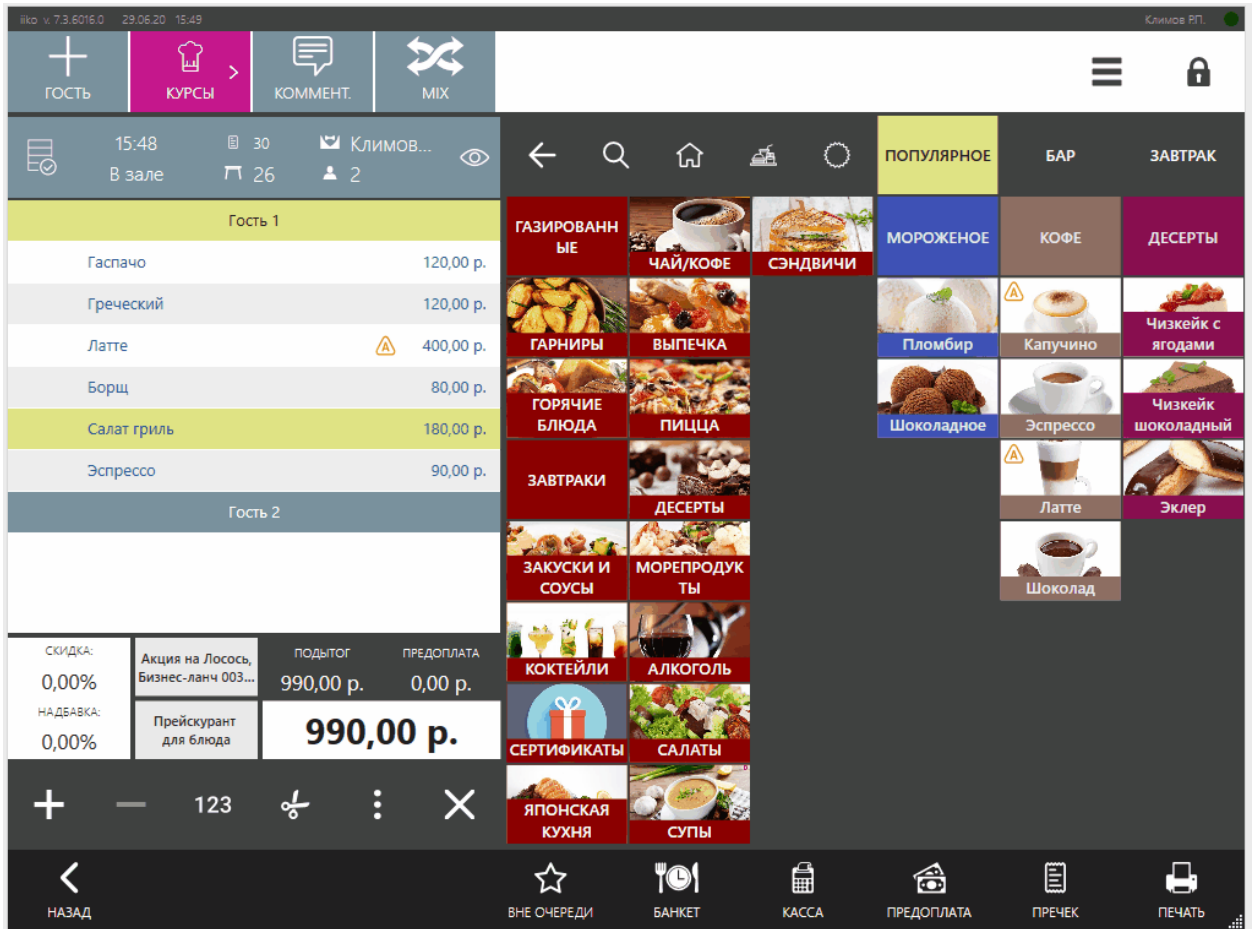 iiko v. 7.3.6016.0 29.06.20 15:49 Климов Р.П.
ГОСТЬ КУРСЫ КОММЕНТ. MIX
15:48 30 Климов...
В зале 26 2
ПОПУЛЯРНОЕ БАР ЗАВТРАК
Гость 1
Гаспачо 120,00 р.
Греческий 120,00 р.
Латте 400,00 р.
Борщ 80,00 р.
Салат гриль 180,00 р.
Эспрессо 90,00 р.
Гость 2
СКИДКА:
0,00%
НАДБАВКА:
0,00%
Акция на Лосось,
Бизнес-ланч 003...
Прейскурант
для блюда
ПОДЫТОГ ПРЕДОПЛАТА
990,00 р. 0,00 р.
990,00 р.
123
ГАЗИРОВАНН
ЫЕ
ЧАЙ/КОФЕ
СЭНДВИЧИ
МОРОЖЕНОЕ
КОФЕ
ДЕСЕРТЫ
ГАРНИРЫ
ВЫПЕЧКА
Пломбир
Капучино
Чизкейк с
ягодами
ГОРЯЧИЕ
БЛЮДА
ПИЦЦА
Шоколадное
Эспрессо
Чизкейк
шоколадный
ЗАВТРАКИ
ДЕСЕРТЫ
Латте
Эклер
ЗАКУСКИ И
СОУСЫ
МОРЕПРОДУК
ТЫ
Шоколад
КОКТЕЙЛИ
АЛКОГОЛЬ
СЕРТИФИКАТЫ
САЛАТЫ
ЯПОНСКАЯ
КУХНЯ
СУПЫ
НАЗАД ВНЕ ОЧЕРЕДИ БАНКЕТ КАССА ПРЕДОПЛАТА ПРЕЧЕК ПЕЧАТЬ